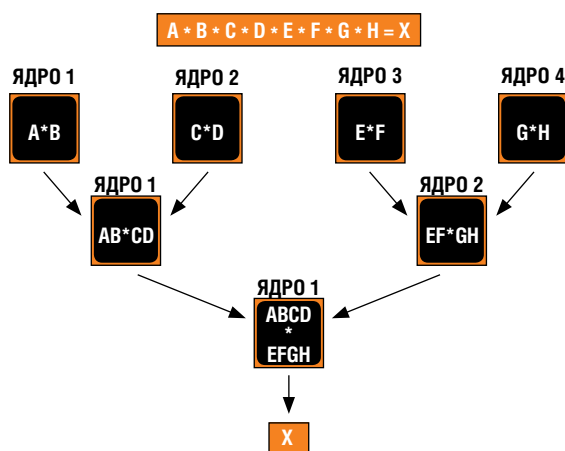 A * B * C * D * E * F * G * H = X
ЯДРО 1
ЯДРО 2
ЯДРО 3
ЯДРО 4
A*B
C*D
E*F
G*H
ЯДРО 1
ЯДРО 2
AB*CD
EF*GH
ЯДРО 1
ABCD
*
EFGH
X